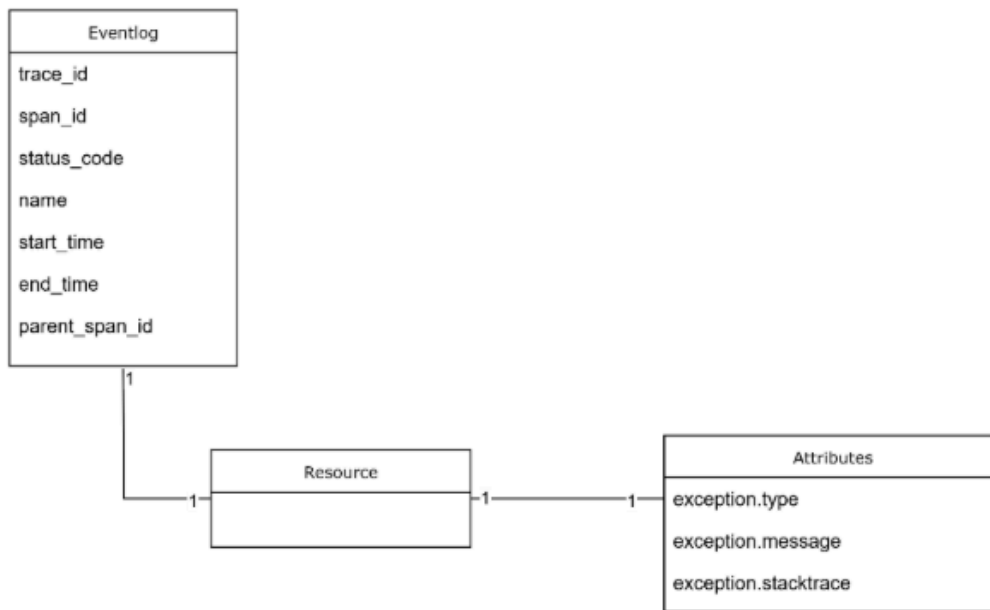 Eventlog
trace_id
span_id
status_code
name
start_time
end_time
parent_span_id
1
Resource
1
1
1
Attributes
exception.type
exception.message
exception.stacktrace